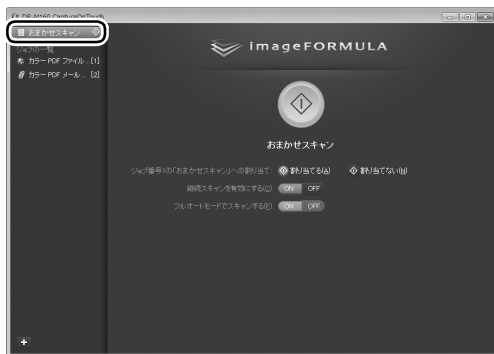 DR-M160 CaptureOnTouch
おまかせスキャン
ジョブの一覧
カラー PDF ファイル...[1]
カラー PDF メール... [2]
imageFORMULA
おまかせスキャン
ジョブ番号1の「おまかせスキャン」への割り当て: 割り当てる(A) 割り当てない(N)
継続スキャンを有効にする(C) ON OFF
フルオートモードでスキャンする(F) ON OFF